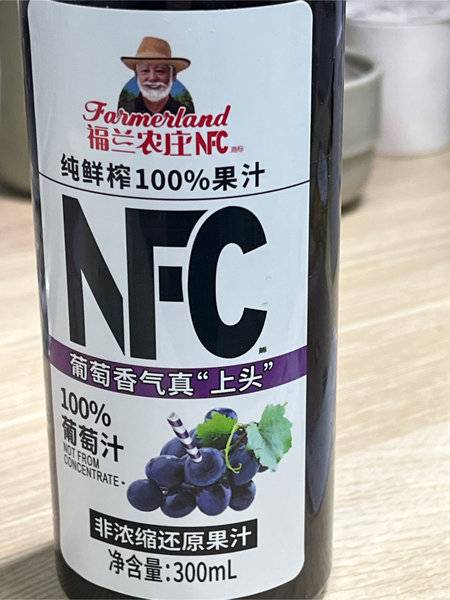 Farmerland
福兰农庄NFC 商标
纯鲜榨100%果汁
NFC
葡萄香气真“上头”
100%
葡萄汁
NOT FROM
CONCENTRATE
非浓缩还原果汁
净含量:300mL